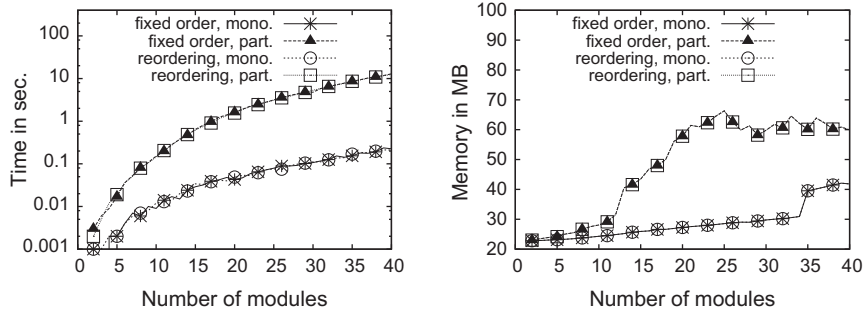 fixed order, mono.
fixed order, part.
reordering, mono.
reordering, part.
Time in sec.
100
10
1
0.1
0.01
0.001
0 5 10 15 20 25 30 35 40
Number of modules
fixed order, mono.
fixed order, part.
reordering, mono.
reordering, part.
Memory in MB
100
90
80
70
60
50
40
30
20
0 5 10 15 20 25 30 35 40
Number of modules